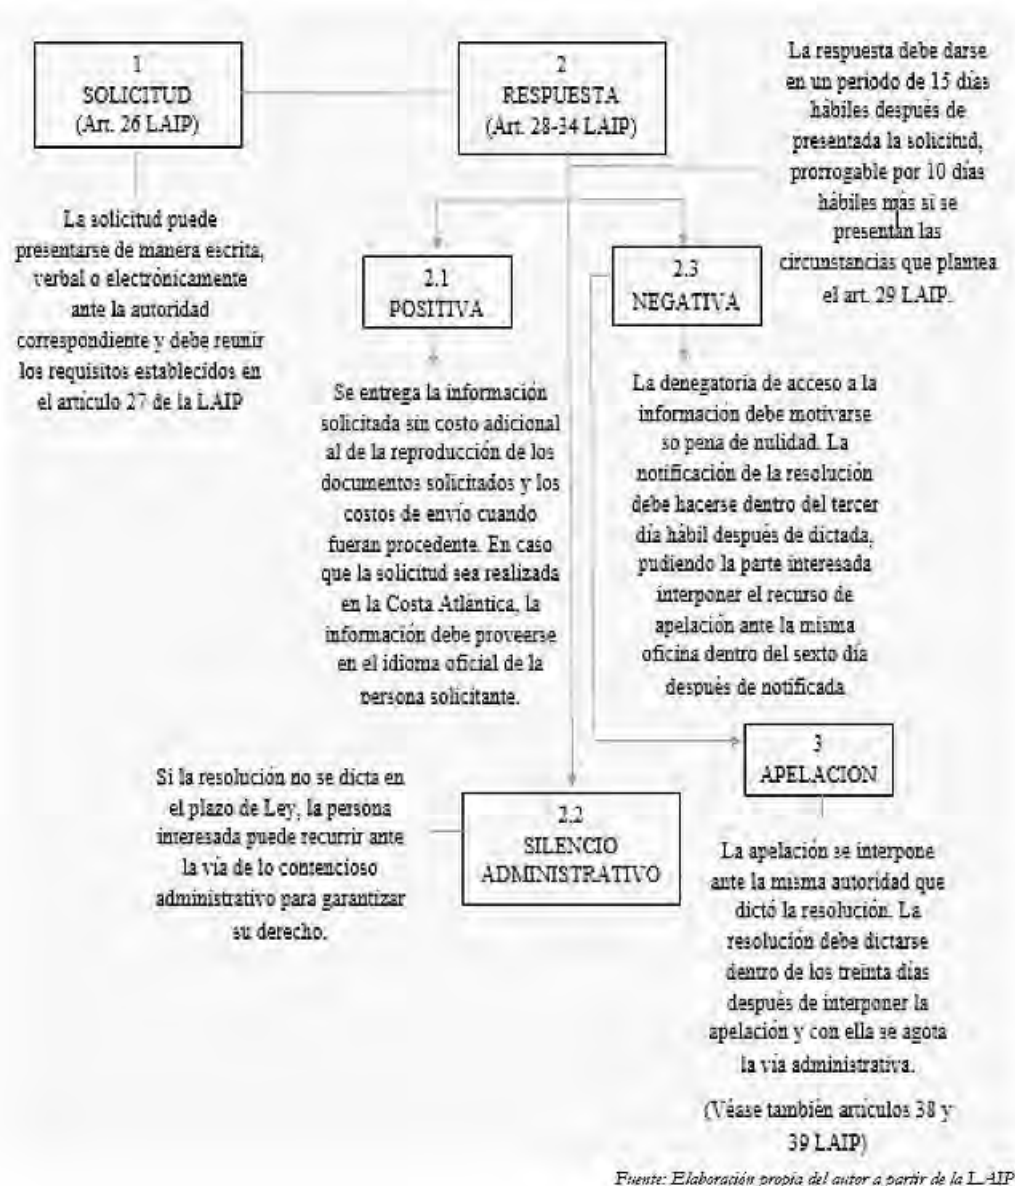 1
SOLICITUD
(Art. 26 LAIP)
La solicitud puede
presentarse de manera escrita,
verbal o electrónicamente
ante la autoridad
correspondiente y debe reunir
los requisitos establecidos en
el artículo 27 de la LAIP
2
RESPUESTA
(Art. 28-34 LAIP)
La respuesta debe darse
en un periodo de 15 días
hábiles después de
presentada la solicitud,
prorrogable por 10 días
hábiles mas si se
presentan las
circunstancias que plantea
el art. 29 LAIP.
2.1
POSITIVA
Se entrega la información
solicitada sin costo adicional
al de la reproducción de los
documentos solicitados y los
costos de envío cuando
fueran procedente. En caso
que la solicitud sea realizada
en la Costa Atlántica, la
información debe proveerse
en el idioma oficial de la
persona solicitante.
2.3
NEGATIVA
La denegatoria de acceso a la
información debe motivarse
so pena de nulidad. La
notificación de la resolución
debe hacerse dentro del tercer
día hábil después de dictada,
pudiendo la parte interesada
interponer el recurso de
apelación ante la misma
oficina dentro del sexto día
después de notificada
Si la resolución no se dicta en
el plazo de Ley, la persona
interesada puede recurrir ante
la vía de lo contencioso
administrativo para garantizar
su derecho.
2.2
SILENCIO
ADMINISTRATIVO
3
APELACION
La apelación se interpone
ante la misma autoridad que
dictó la resolución. La
resolución debe dictarse
dentro de los treinta días
después de interponer la
apelación y con ella se agota
la vía administrativa.
(Véase también artículos 38 y
39 LAIP)
Fuente: Elaboración propia del autor a partir de la LAIP